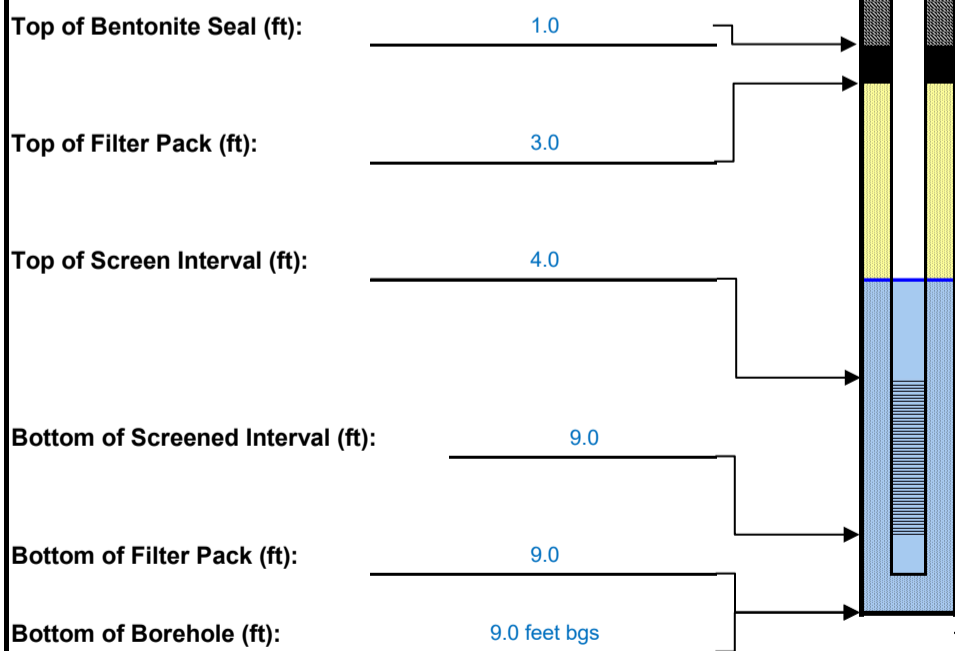 Top of Bentonite Seal (ft): 1.0
Top of Filter Pack (ft): 3.0
Top of Screen Interval (ft): 4.0
Bottom of Screened Interval (ft): 9.0
Bottom of Filter Pack (ft): 9.0
Bottom of Borehole (ft): 9.0 feet bgs